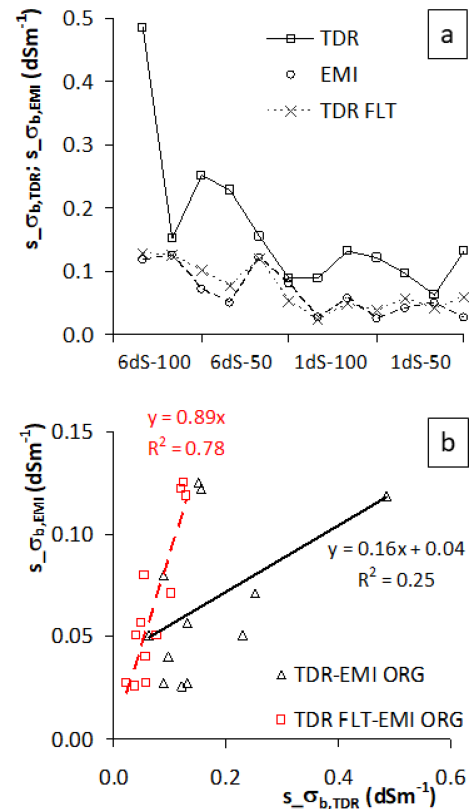 a
TDR
EMI
TDR FLT
s_σb,TDR; s_σb,EMI (dSm-1)
0.5
0.4
0.3
0.2
0.1
0.0
6dS-100 6dS-50 1dS-100 1dS-50
b
y = 0.89x
R2 = 0.78
s_σb,EMI (dSm-1)
0.15
0.10
0.05
0.00
y = 0.16x + 0.04
R2 = 0.25
TDR-EMI ORG
TDR FLT-EMI ORG
0.0 0.2 0.4 0.6
s_σb,TDR (dSm-1)